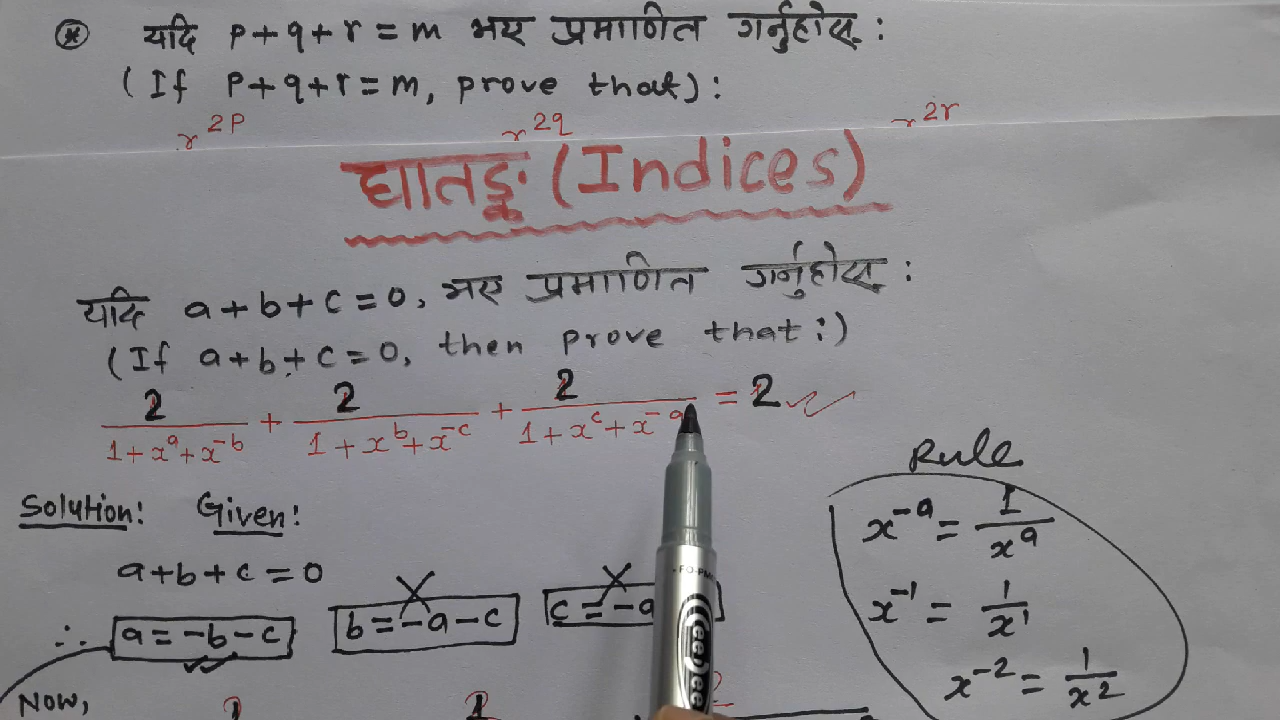 * यदि p+q+r=m भए प्रमाणित गर्नुहोस् :
(If p+q+r=m, prove that):
r^2p r^2q r^2r
घाताङ्क (Indices)
यदि a+b+c=0, भए प्रमाणित गर्नुहोस् :
(If a+b+c=0, then prove that:)
2/(1+x^a+x^-b) + 2/(1+x^b+x^-c) + 2/(1+x^c+x^-a) = 2
Rule
Solution: Given:
x^-a = 1/x^a
a+b+c=0
x^-1 = 1/x^1
∴ a=-b-c b=-a-c c=-a
x^-2 = 1/x^2
Now,